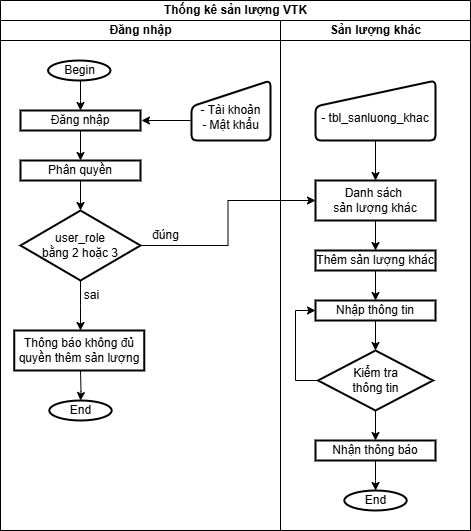 Thống kê sản lượng VTK
Đăng nhập
Sản lượng khác
Begin
Đăng nhập
- Tài khoản
- Mật khẩu
Phân quyền
user_role
bằng 2 hoặc 3
đúng
sai
Thông báo không đủ
quyền thêm sản lượng
End
- tbl_sanluong_khac
Danh sách
sản lượng khác
Thêm sản lượng khác
Nhập thông tin
Kiểm tra
thông tin
Nhận thông báo
End